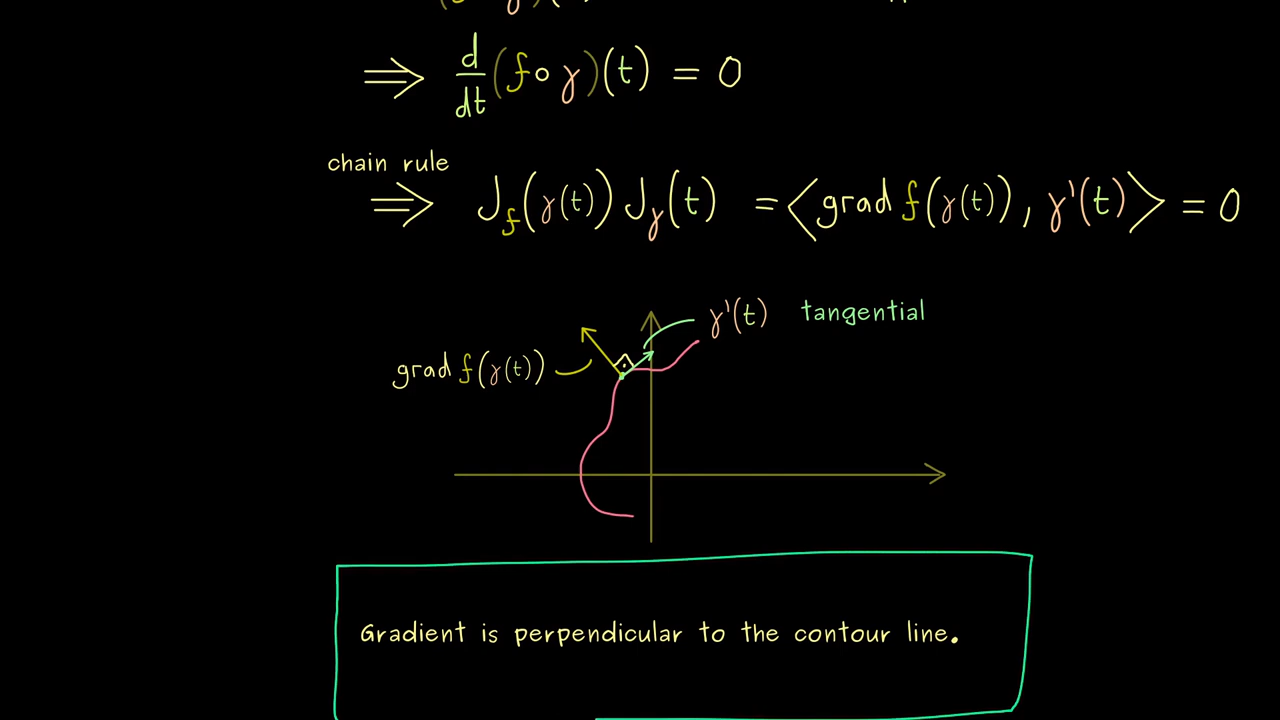 ⟹ d/dt (f∘γ)(t) = 0
chain rule
⟹ J_f(γ(t)) J_γ(t) = ⟨grad f(γ(t)), γ'(t)⟩ = 0
γ'(t) tangential
grad f(γ(t))
Gradient is perpendicular to the contour line.